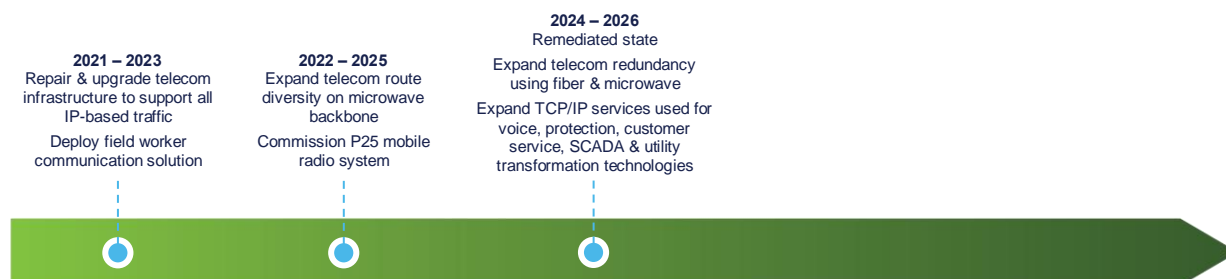 2021 – 2023
Repair & upgrade telecom
infrastructure to support all
IP-based traffic
Deploy field worker
communication solution
2022 – 2025
Expand telecom route
diversity on microwave
backbone
Commission P25 mobile
radio system
2024 – 2026
Remediated state
Expand telecom redundancy
using fiber & microwave
Expand TCP/IP services used for
voice, protection, customer
service, SCADA & utility
transformation technologies